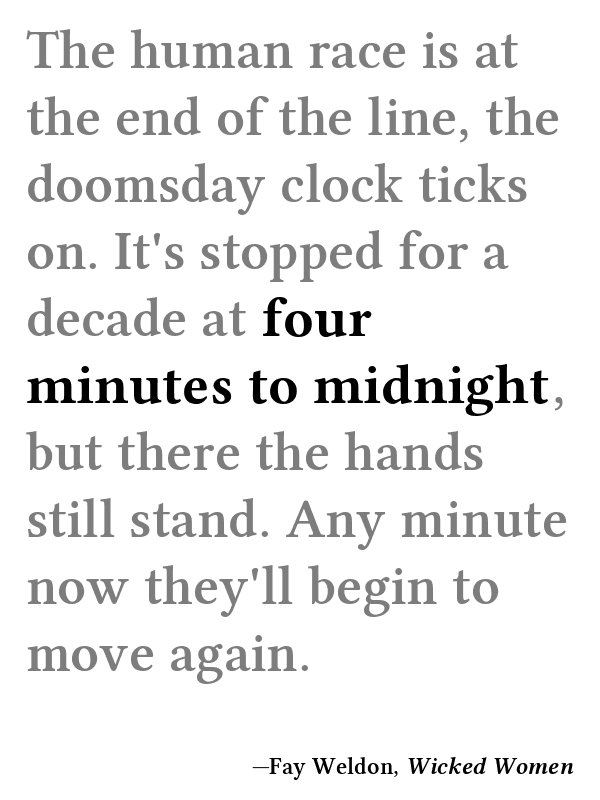 The human race is at
the end of the line, the
doomsday clock ticks
on. It's stopped for a
decade at four
minutes to midnight,
but there the hands
still stand. Any minute
now they'll begin to
move again.
—Fay Weldon, Wicked Women